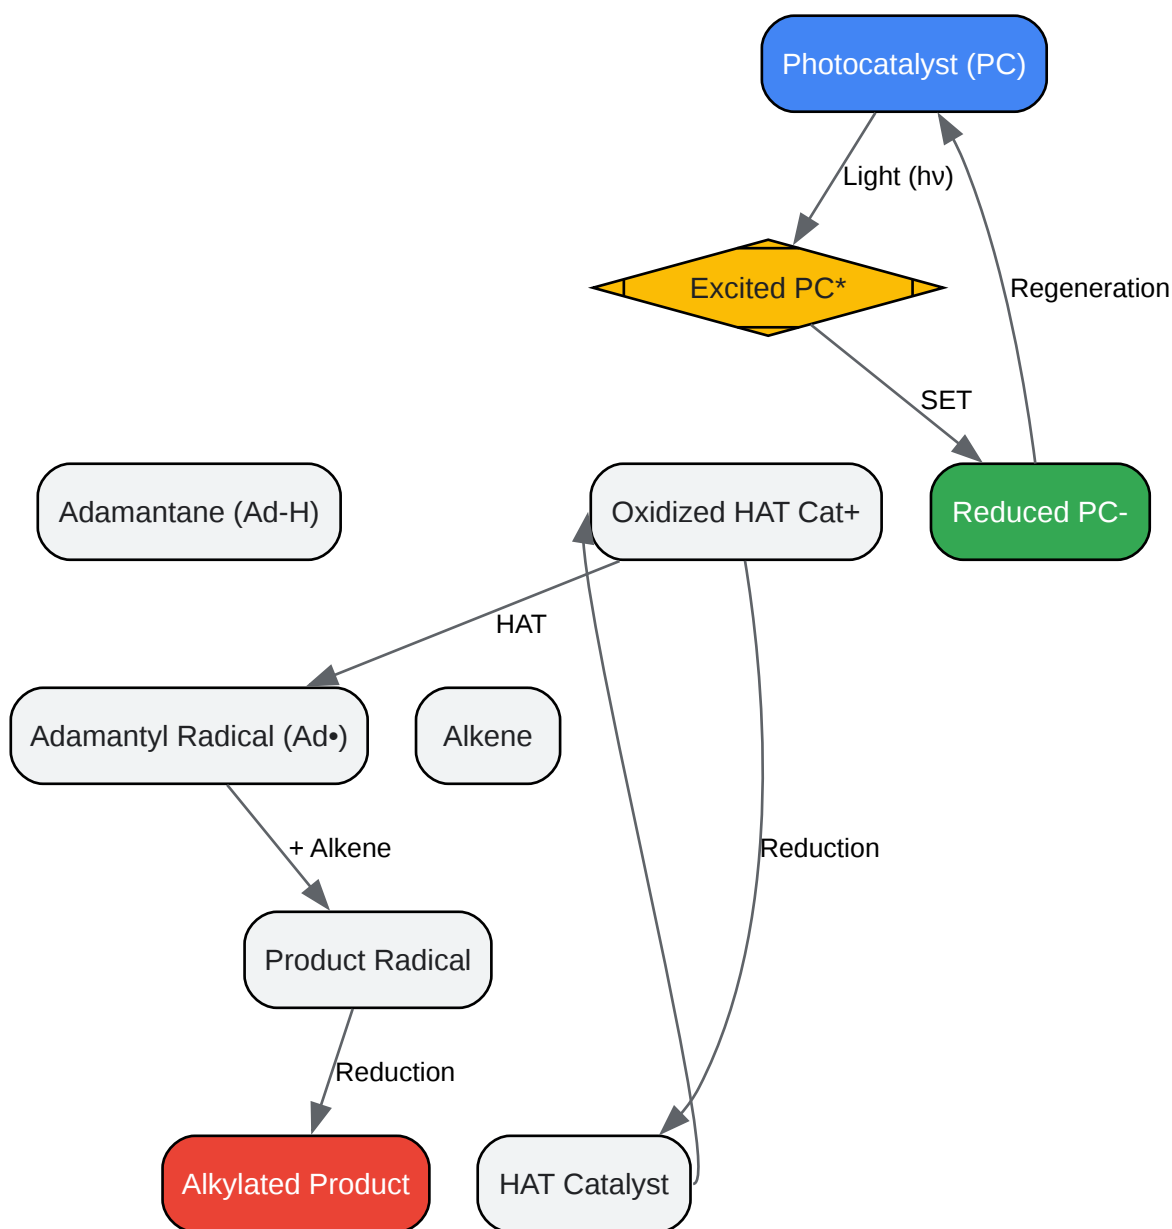 Photocatalyst (PC)
Light (hν)
Excited PC*
Regeneration
SET
Adamantane (Ad-H)
Oxidized HAT Cat+
Reduced PC-
HAT
Adamantyl Radical (Ad•)
Alkene
+ Alkene
Reduction
Product Radical
Reduction
Alkylated Product
HAT Catalyst